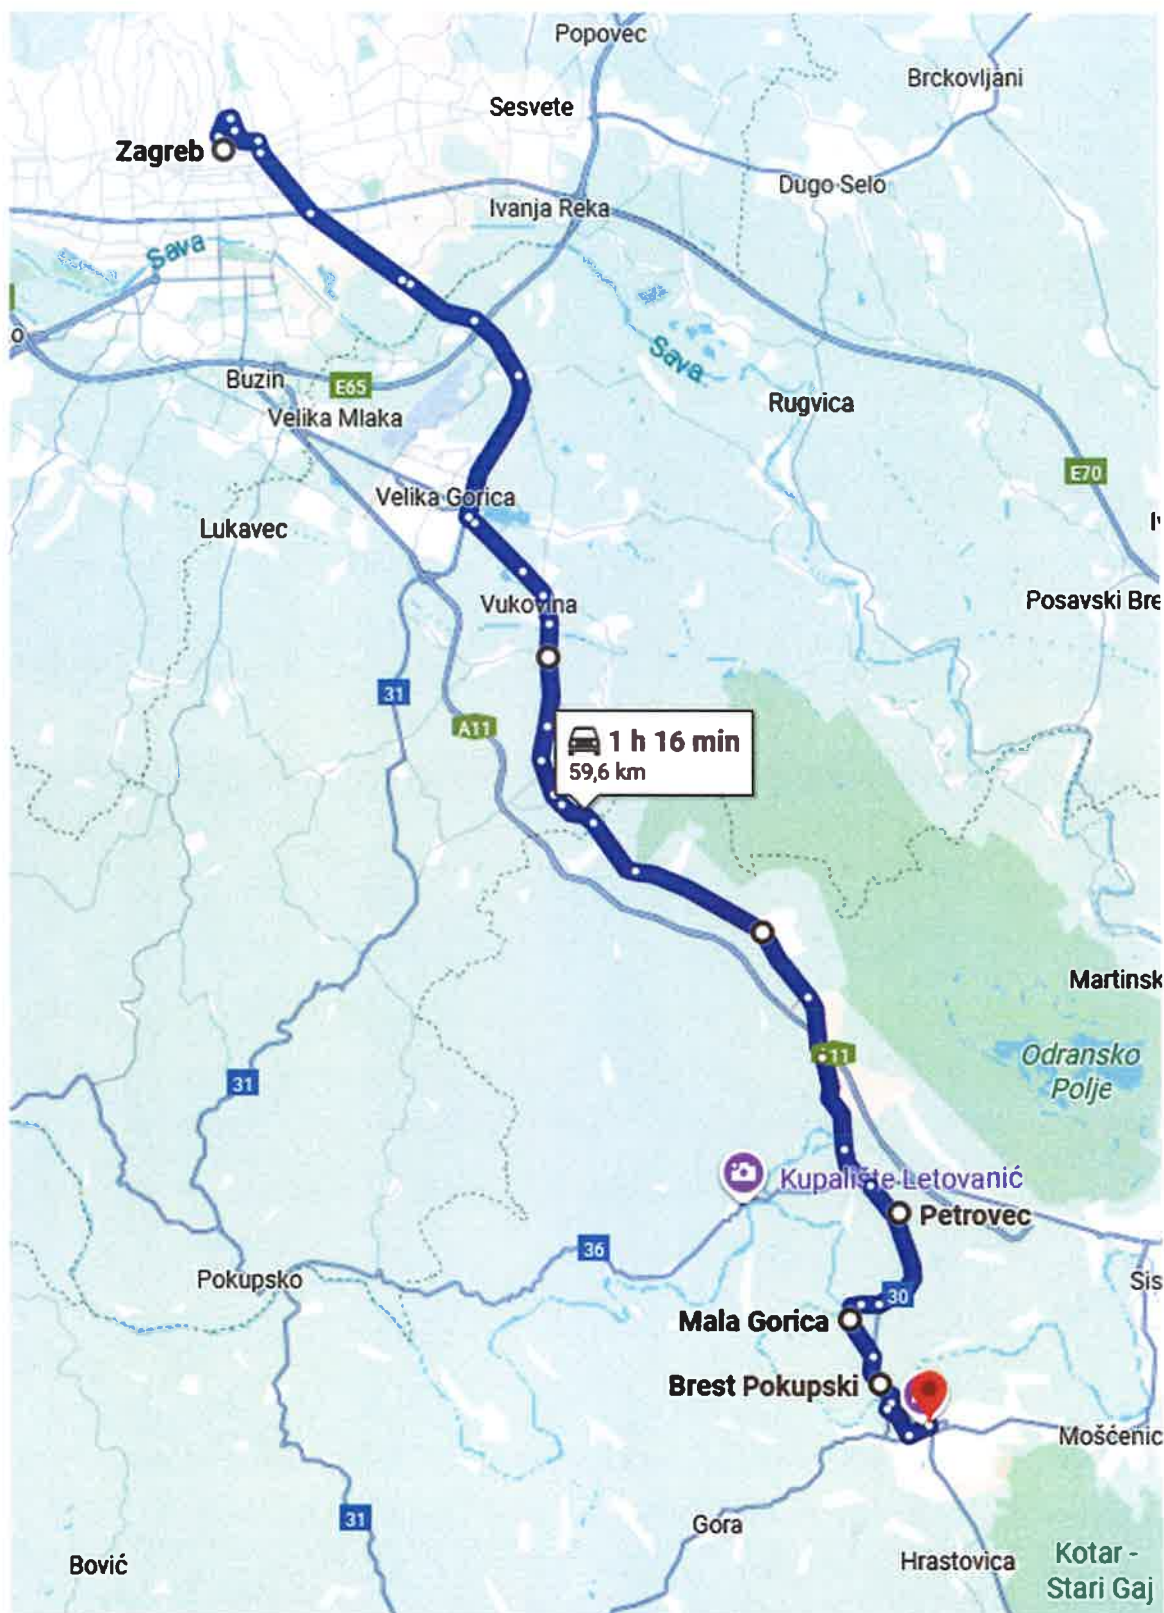 Popovec
Brckovljani
Sesvete
Zagreb
Dugo Selo
Ivanja Reka
Sava
o
Sava
Buzin
E65
Rugvica
Velika Mlaka
E70
Velika Gorica
Lukavec
Posavski Bre
Vukovina
31
A11
1 h 16 min
59,6 km
Martinsk
11
Odransko
Polje
31
Kupalište Letovanić
Petrovec
36
Pokupsko
Sis
30
Mala Gorica
Brest Pokupski
Mošćenic
31
Gora
Hrastovica
Kotar -
Stari Gaj
Bović